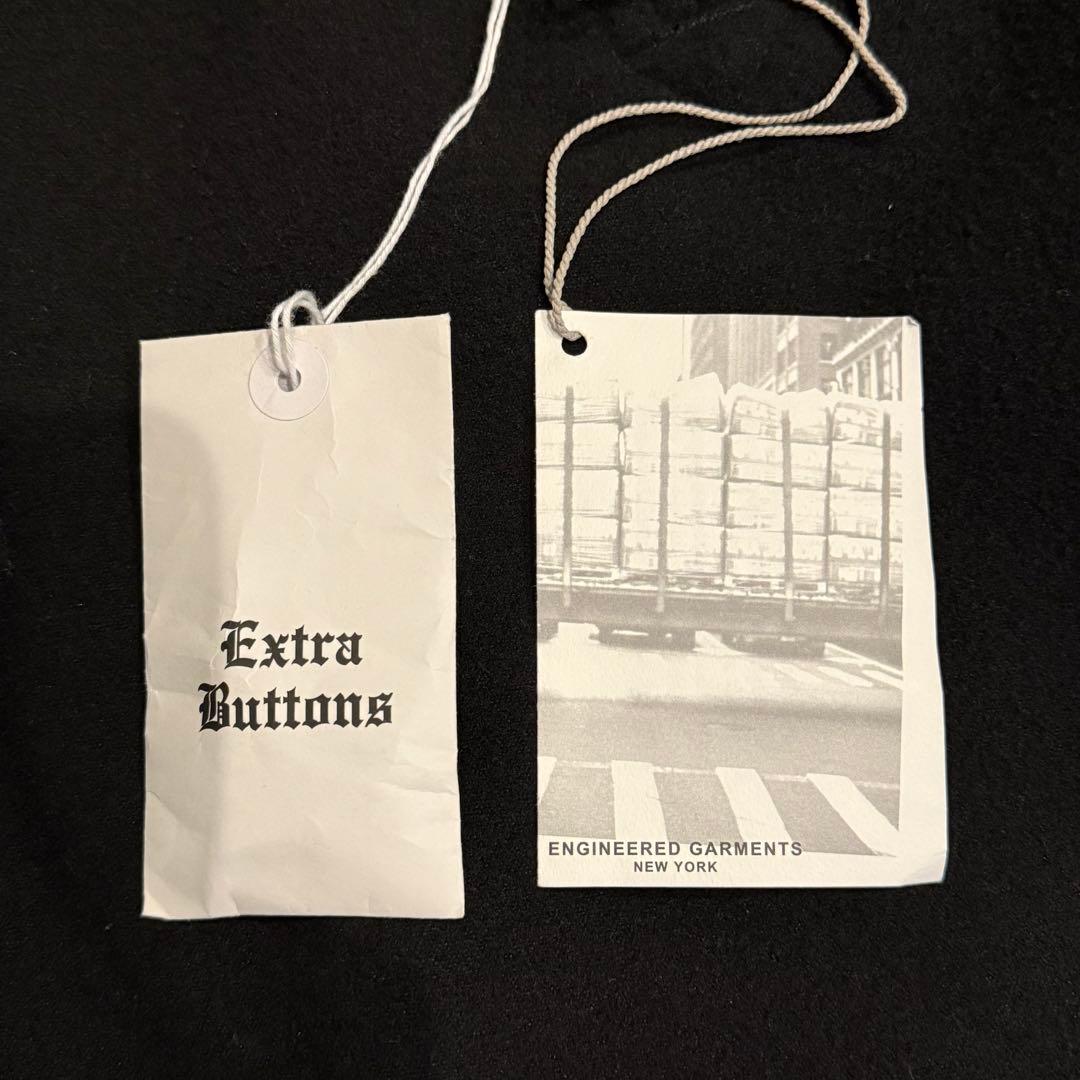 Extra
Buttons
ENGINEERED GARMENTS
NEW YORK